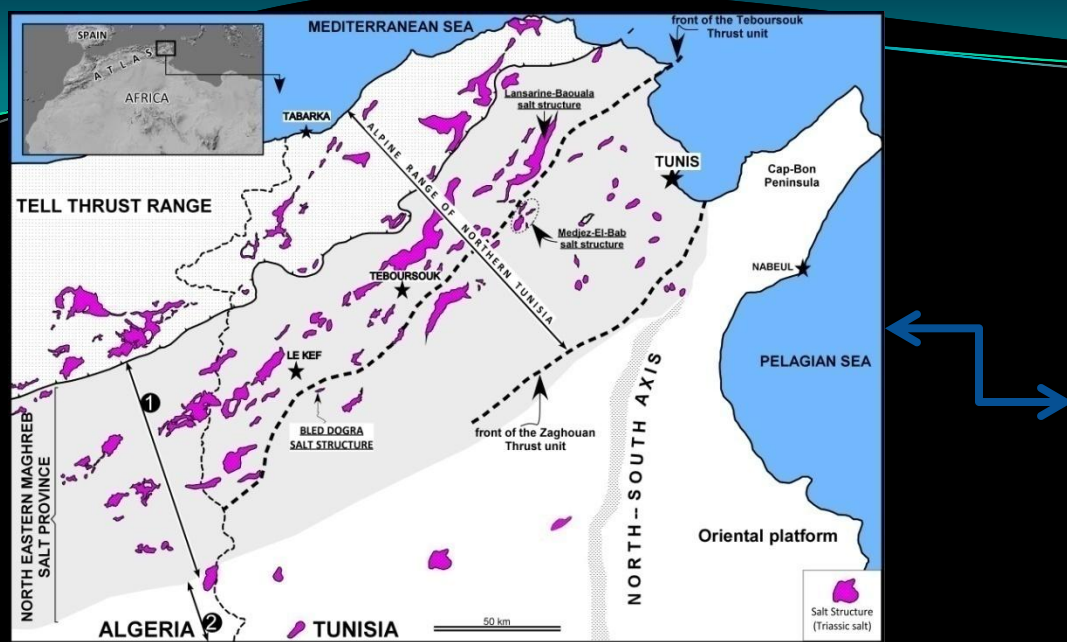 SPAIN
ATLAS
AFRICA
MEDITERRANEAN SEA
front of the Teboursouk
Thrust unit
Lansarine-Baouala
salt structure
TABARKA
ALPINE RANGE OF NORTHERN TUNISIA
TUNIS
Cap-Bon
Peninsula
TELL THRUST RANGE
Medjez-El-Bab
salt structure
NABEUL
TEBOURSOUK
PELAGIAN SEA
LE KEF
1
BLED DOGRA
SALT STRUCTURE
front of the Zaghouan
Thrust unit
NORTH-SOUTH AXIS
NORTH EASTERN MAGHREB
SALT PROVINCE
Oriental platform
Salt Structure
(Triassic salt)
2
ALGERIA
TUNISIA
50 km